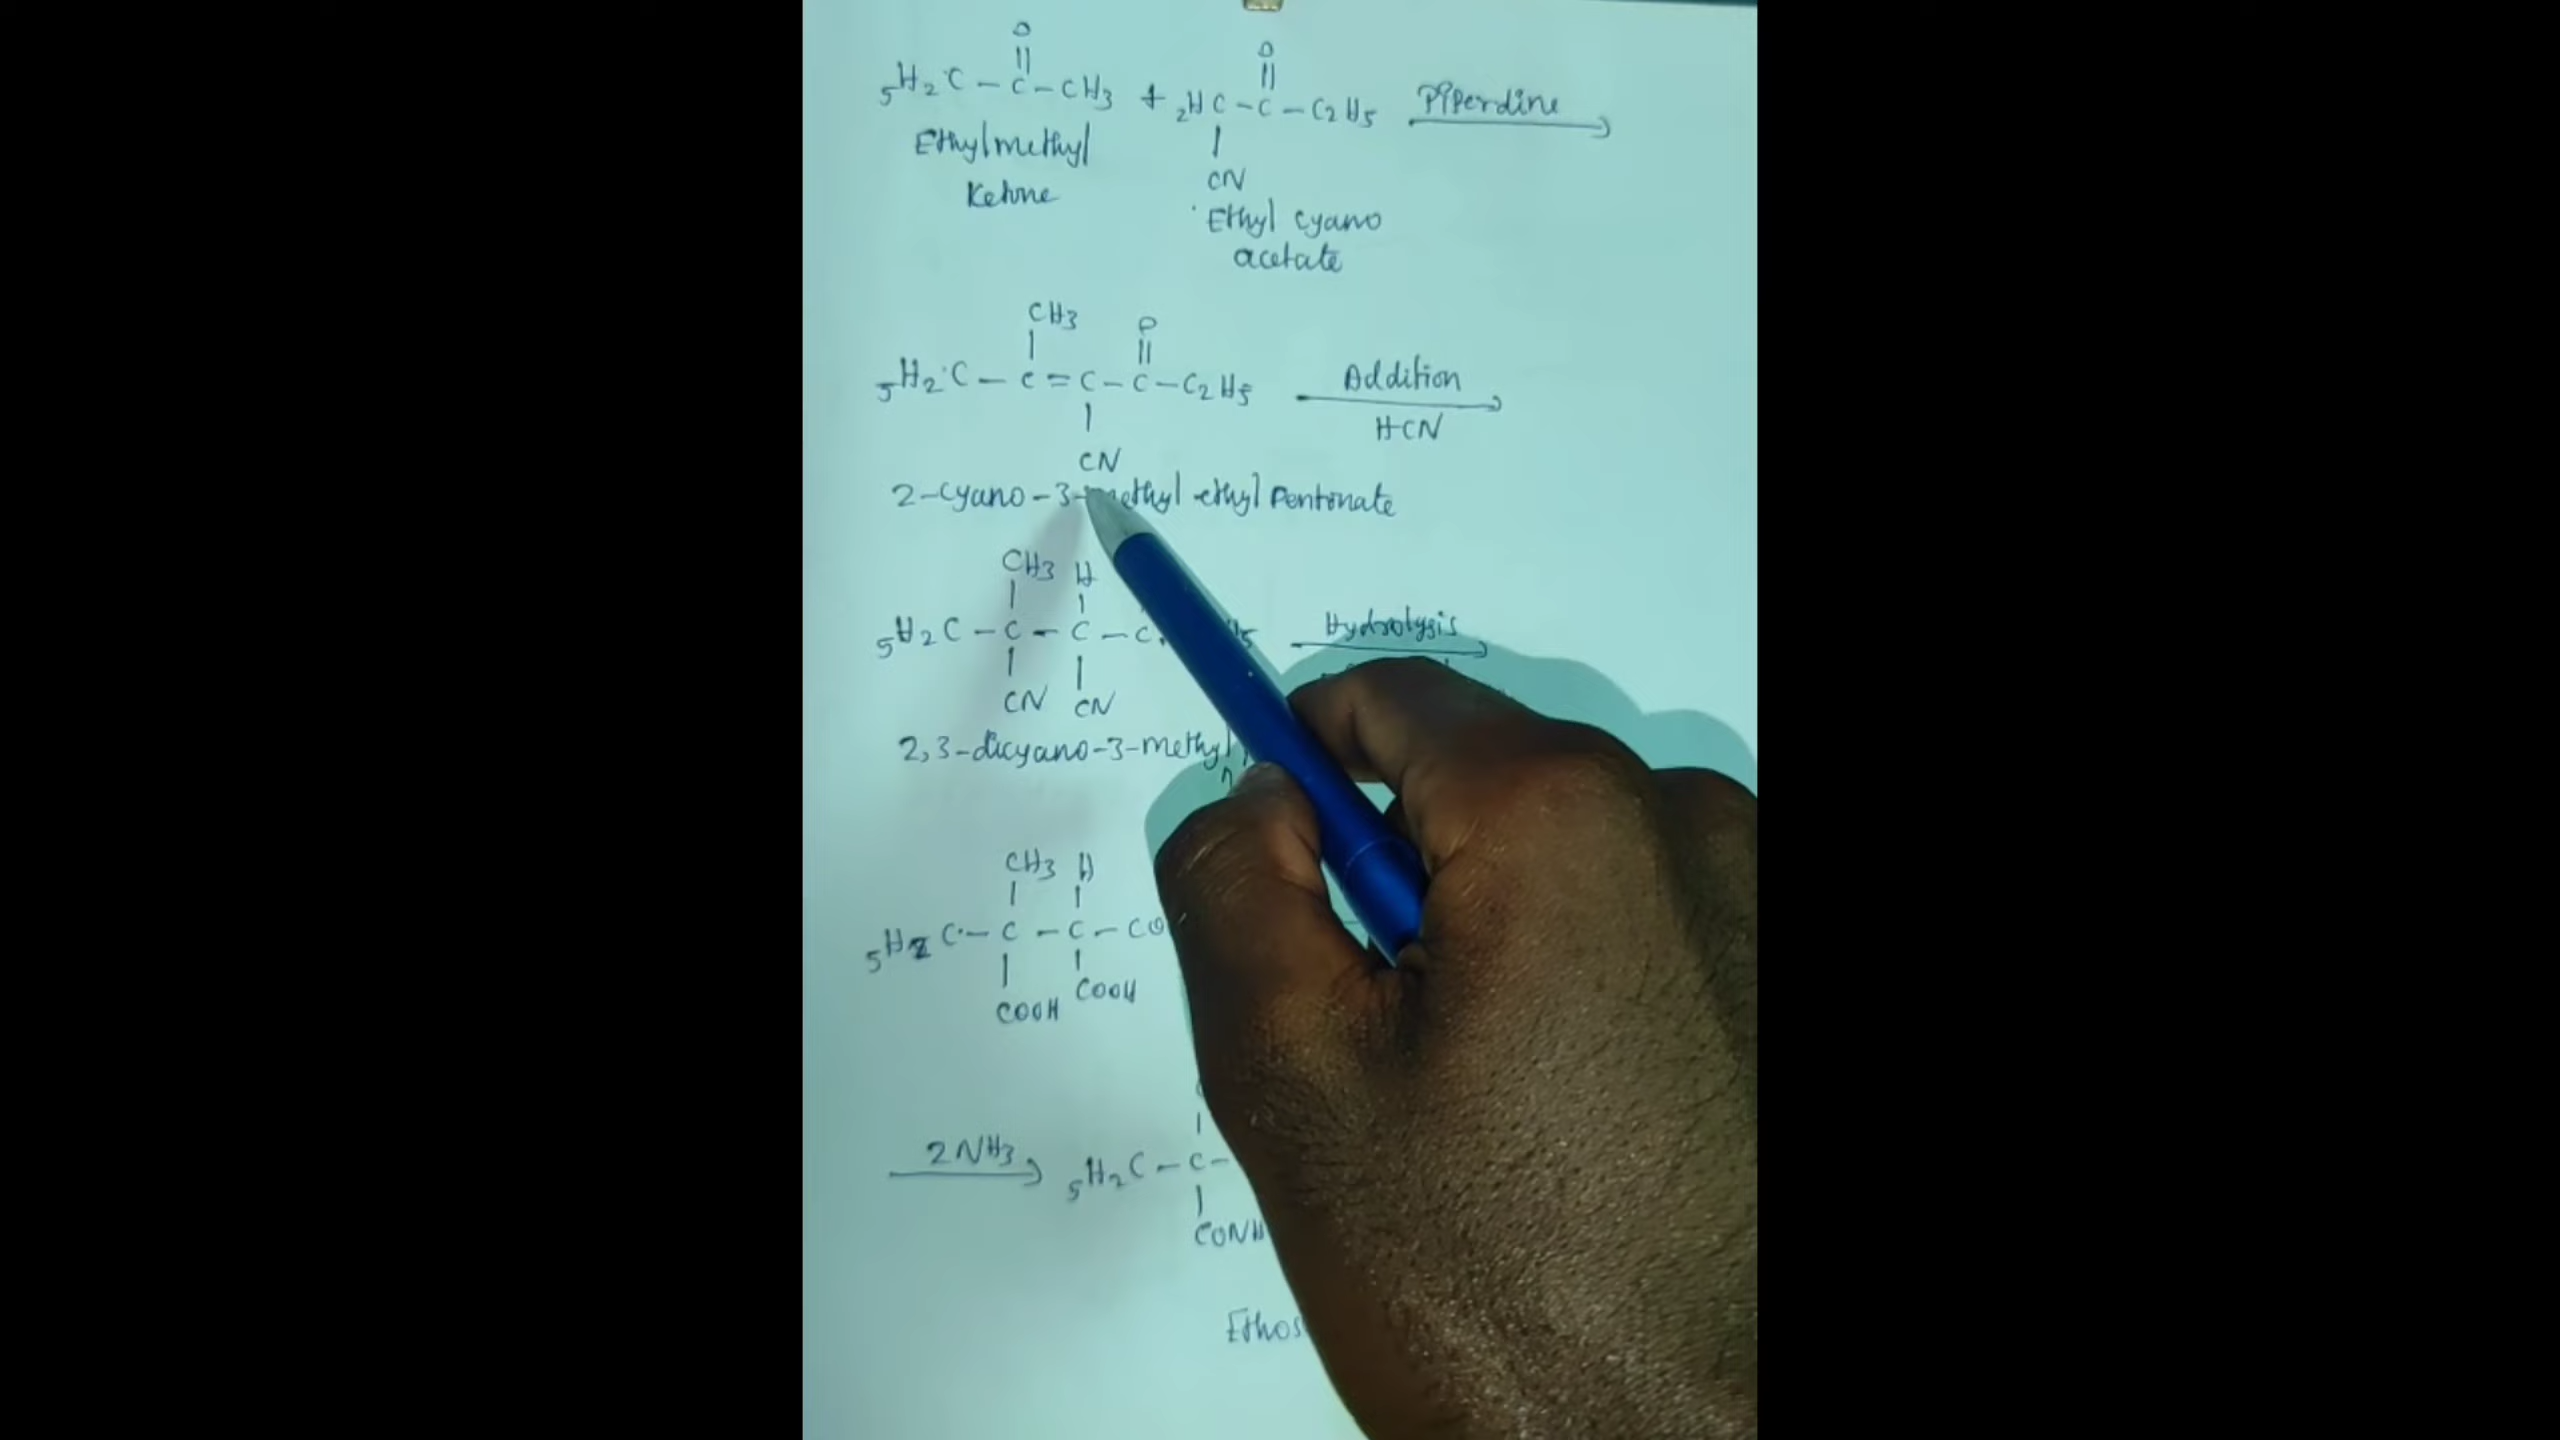 O
||
5H2C - C - CH3 + 2HC - C - C2H5 Piperdine
O
||
|
CN
Ethylmethyl
Ketone
Ethyl cyano
acetate
CH3
|
O
||
5H2C - C = C - C - C2H5 Addition
HCN
|
CN
2-cyano-3-methyl ethyl Pentonate
CH3 H
| |
5H2C - C - C - C H5 Hydrolysis
| |
CN CN
2,3-dicyano-3-methyl
CH3 H
| |
5H2C - C - C - CO
| |
COOH COOH
2NH3 5H2C - C -
|
|
CONH
Ethos